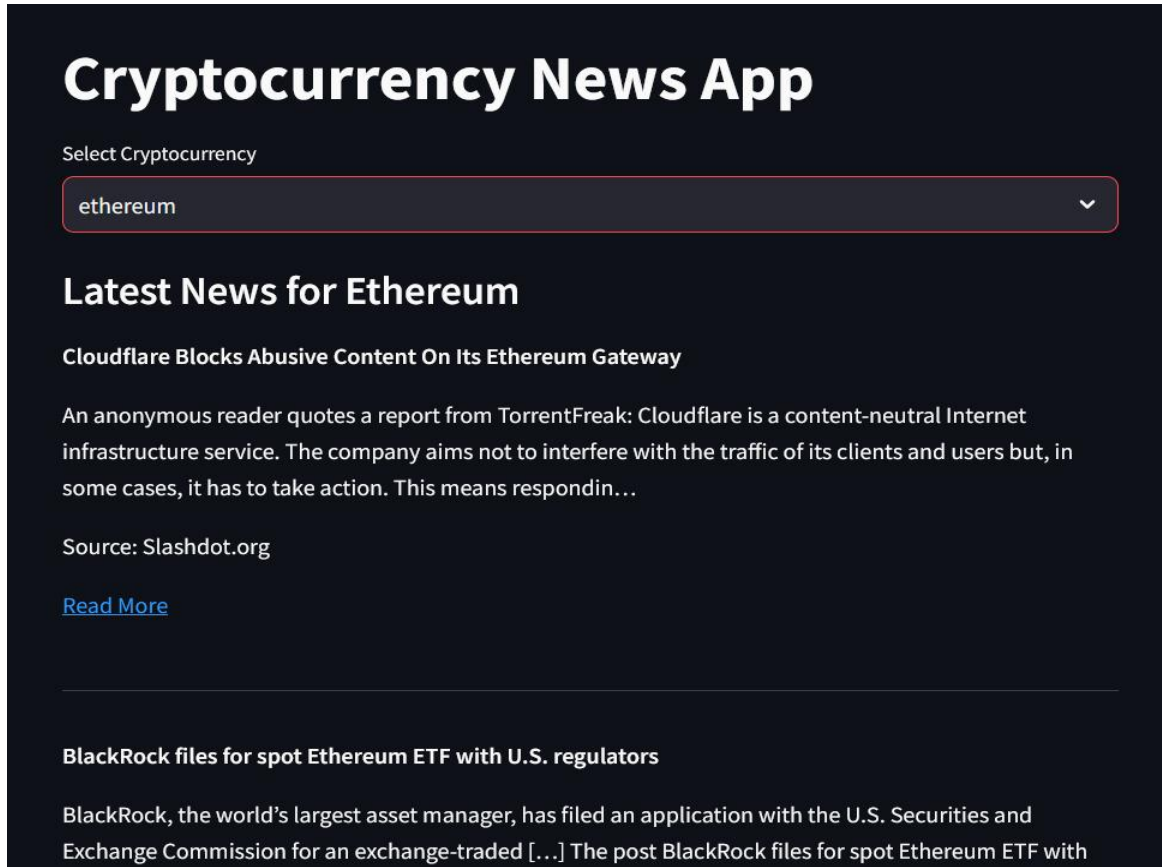 Cryptocurrency News App
Select Cryptocurrency
ethereum
Latest News for Ethereum
Cloudflare Blocks Abusive Content On Its Ethereum Gateway
An anonymous reader quotes a report from TorrentFreak: Cloudflare is a content-neutral Internet
infrastructure service. The company aims not to interfere with the traffic of its clients and users but, in
some cases, it has to take action. This means respondin…
Source: Slashdot.org
Read More
BlackRock files for spot Ethereum ETF with U.S. regulators
BlackRock, the world’s largest asset manager, has filed an application with the U.S. Securities and
Exchange Commission for an exchange-traded […] The post BlackRock files for spot Ethereum ETF with